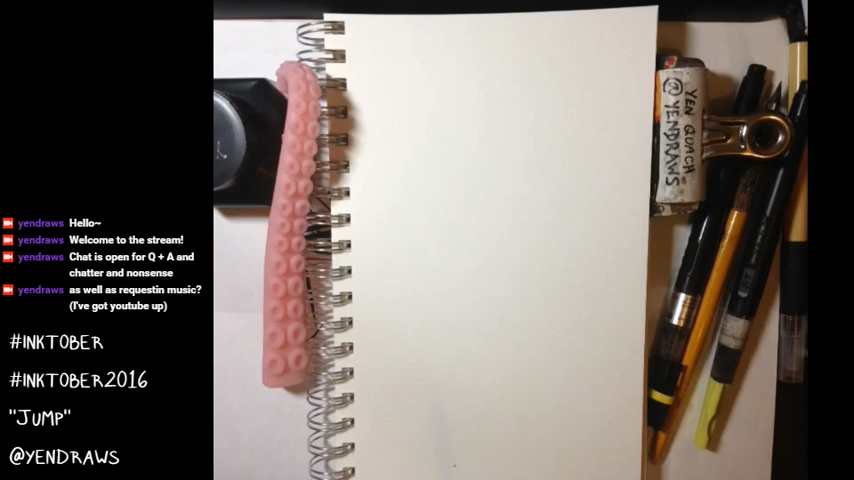 yendraws Hello~
yendraws Welcome to the stream!
yendraws Chat is open for Q + A and
chatter and nonsense
yendraws as well as requestin music?
(I've got youtube up)
#INKTOBER
#INKTOBER2016
"JUMP"
@YENDRAWS
YEN QUACH
@YENDRAWS